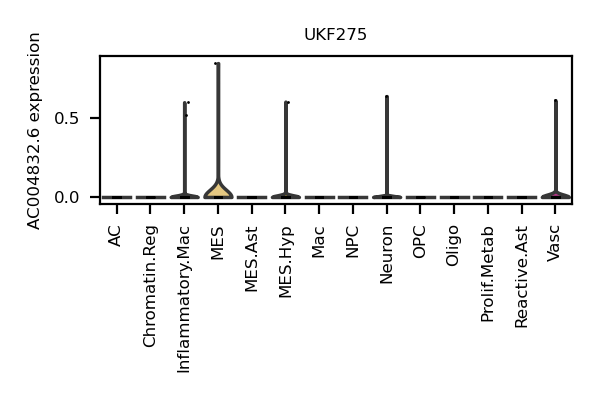 UKF275
AC004832.6 expression
0.5
0.0
AC
Chromatin.Reg
Inflammatory.Mac
MES
MES.Ast
MES.Hyp
Mac
NPC
Neuron
OPC
Oligo
Prolif.Metab
Reactive.Ast
Vasc